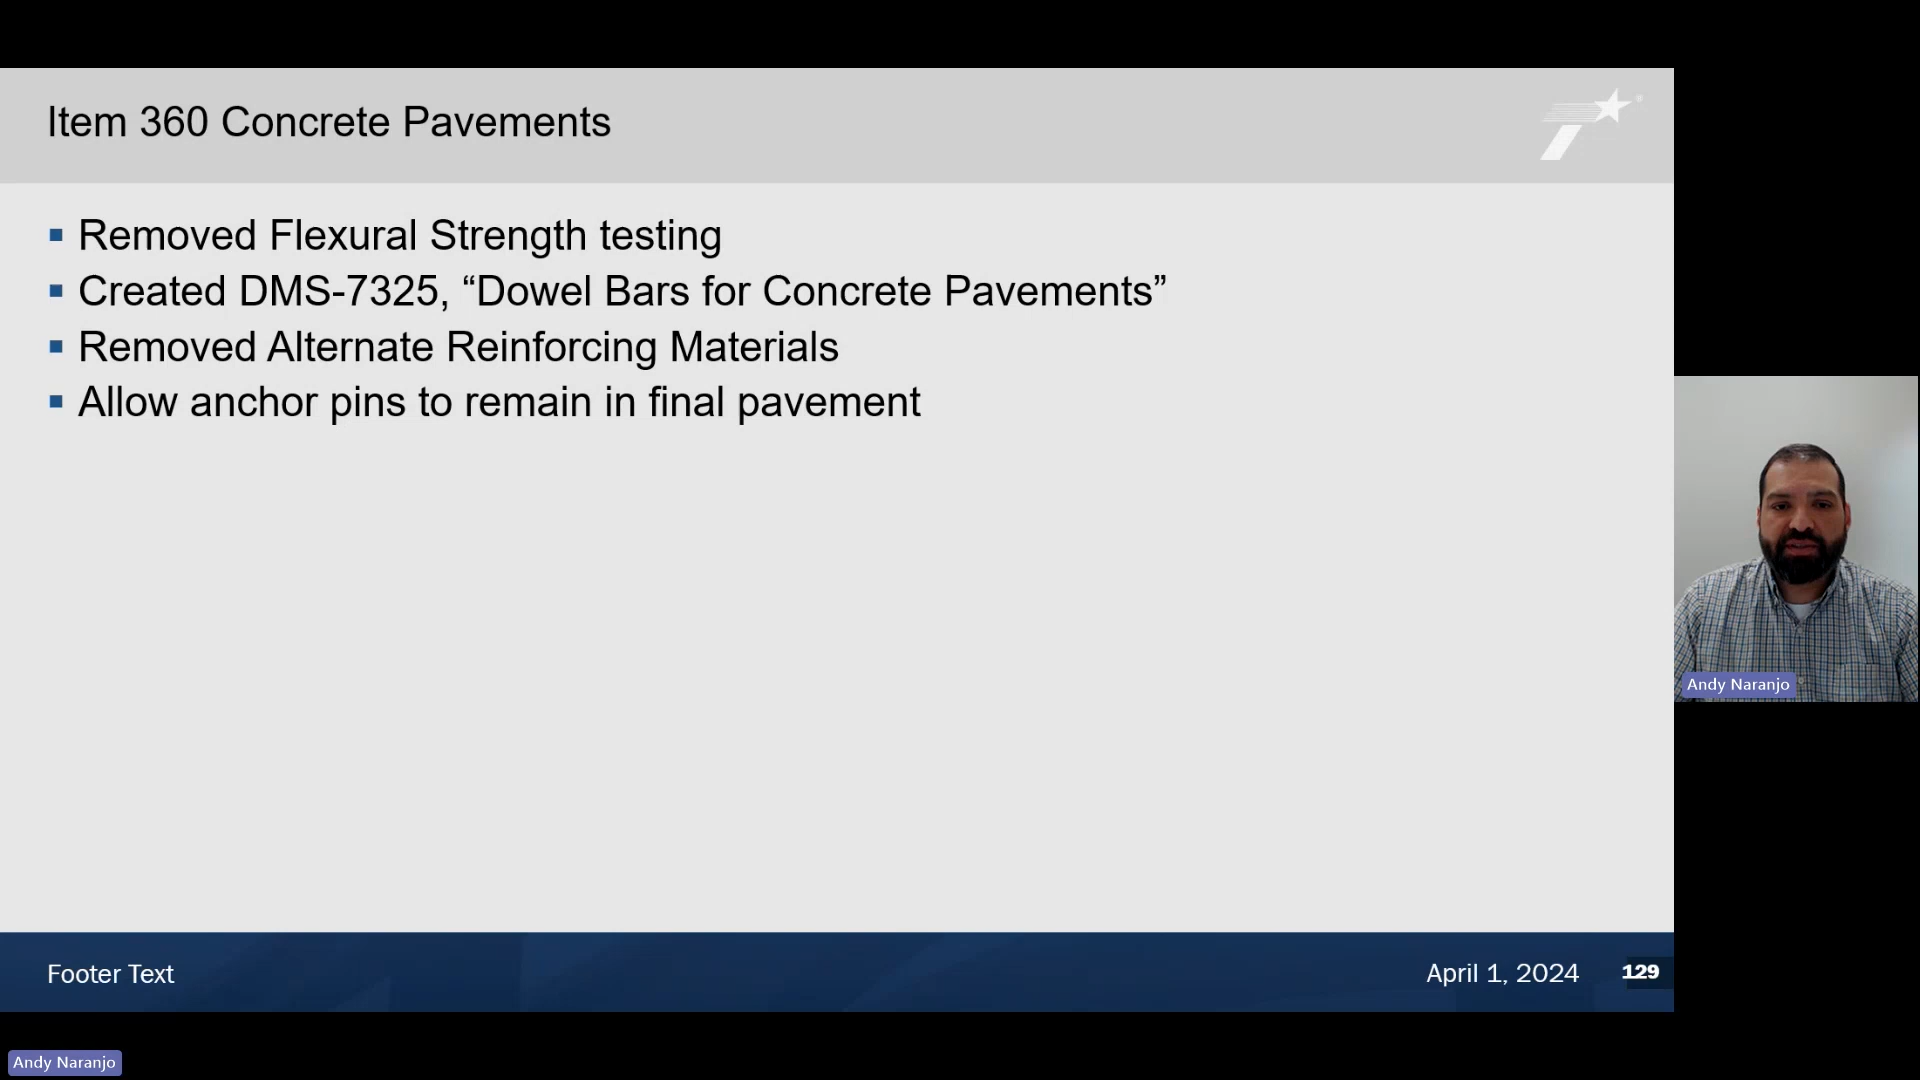 Item 360 Concrete Pavements
Removed Flexural Strength testing
Created DMS-7325, “Dowel Bars for Concrete Pavements”
Removed Alternate Reinforcing Materials
Allow anchor pins to remain in final pavement
Andy Naranjo
Footer Text
April 1, 2024
129
Andy Naranjo